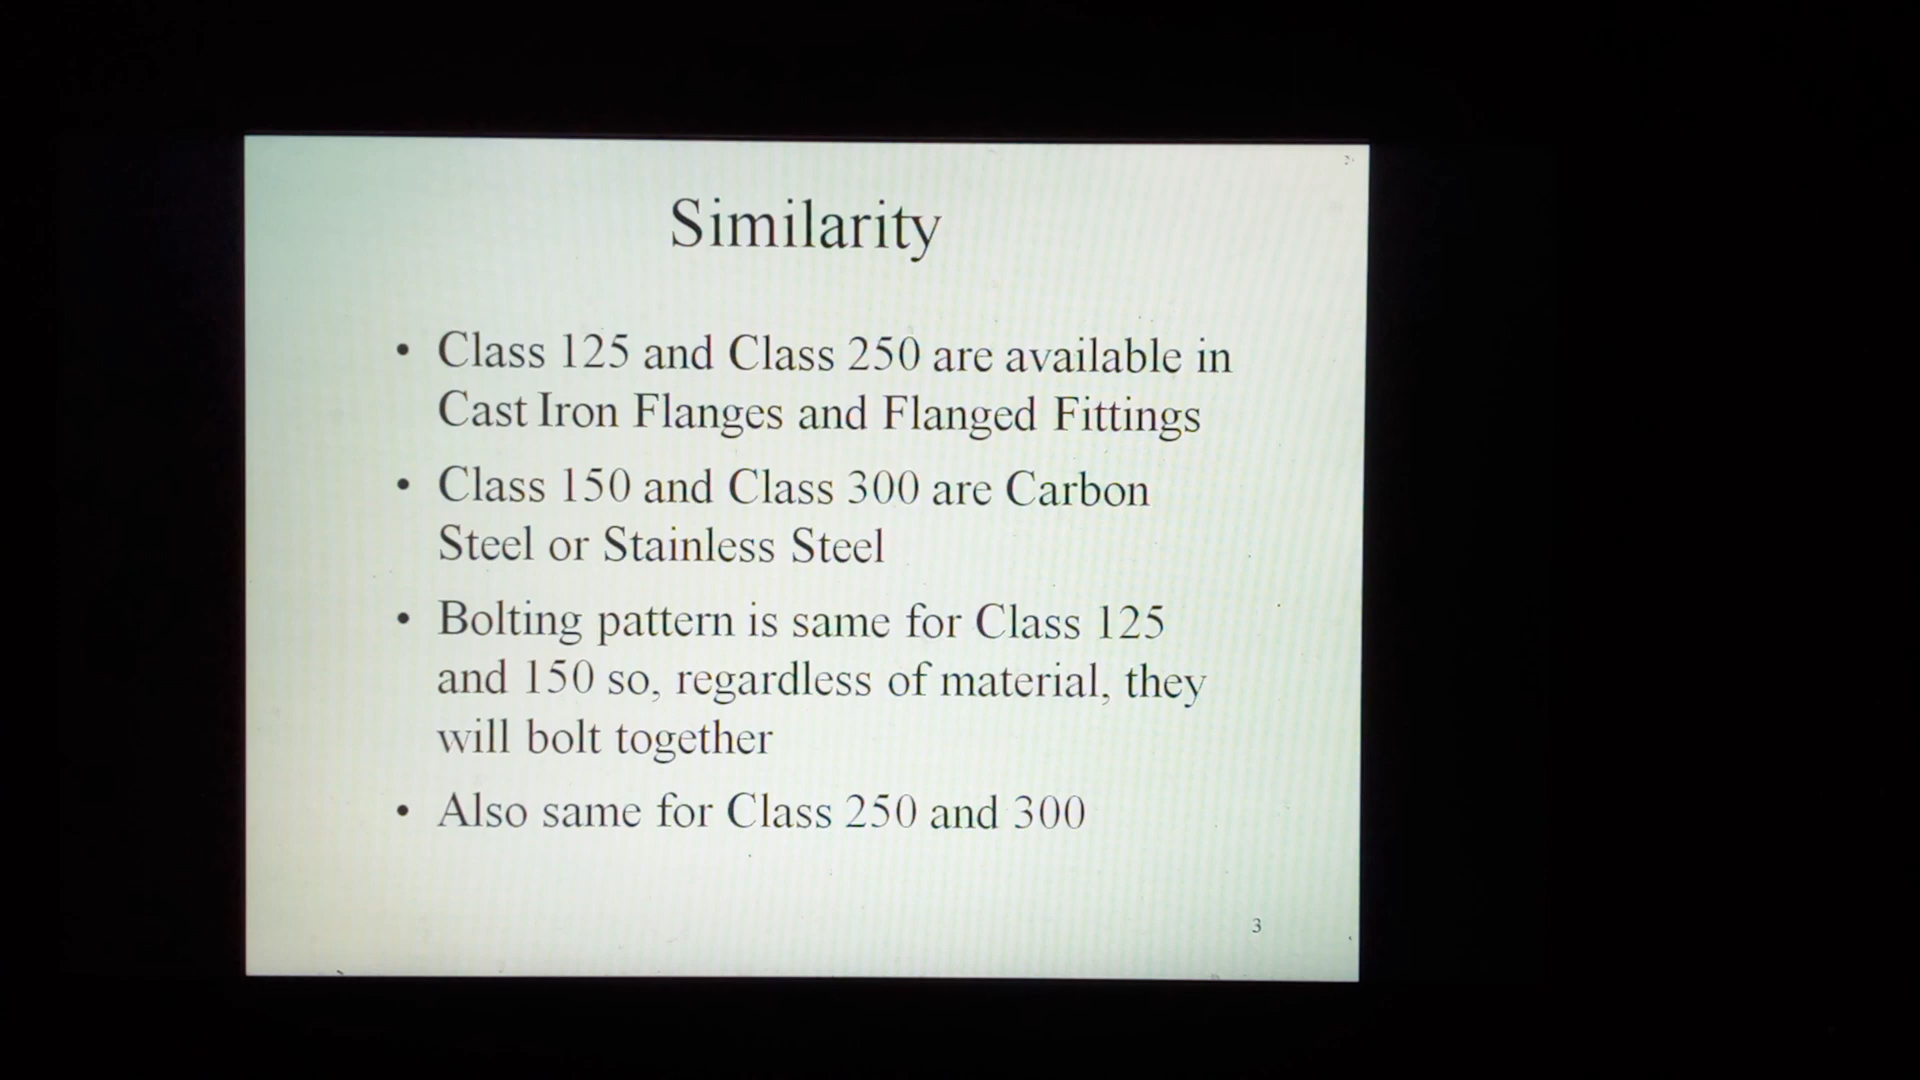 Similarity
• Class 125 and Class 250 are available in
Cast Iron Flanges and Flanged Fittings
• Class 150 and Class 300 are Carbon
Steel or Stainless Steel
• Bolting pattern is same for Class 125
and 150 so, regardless of material, they
will bolt together
• Also same for Class 250 and 300
3